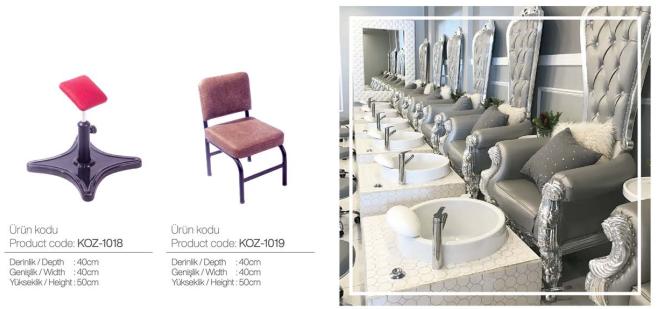 Ürün kodu
Product code: KOZ-1018
Derinlik / Depth : 40cm
Genişlik / Width : 40cm
Yükseklik / Height : 50cm
Ürün kodu
Product code: KOZ-1019
Derinlik / Depth : 40cm
Genişlik / Width : 40cm
Yükseklik / Height : 50cm